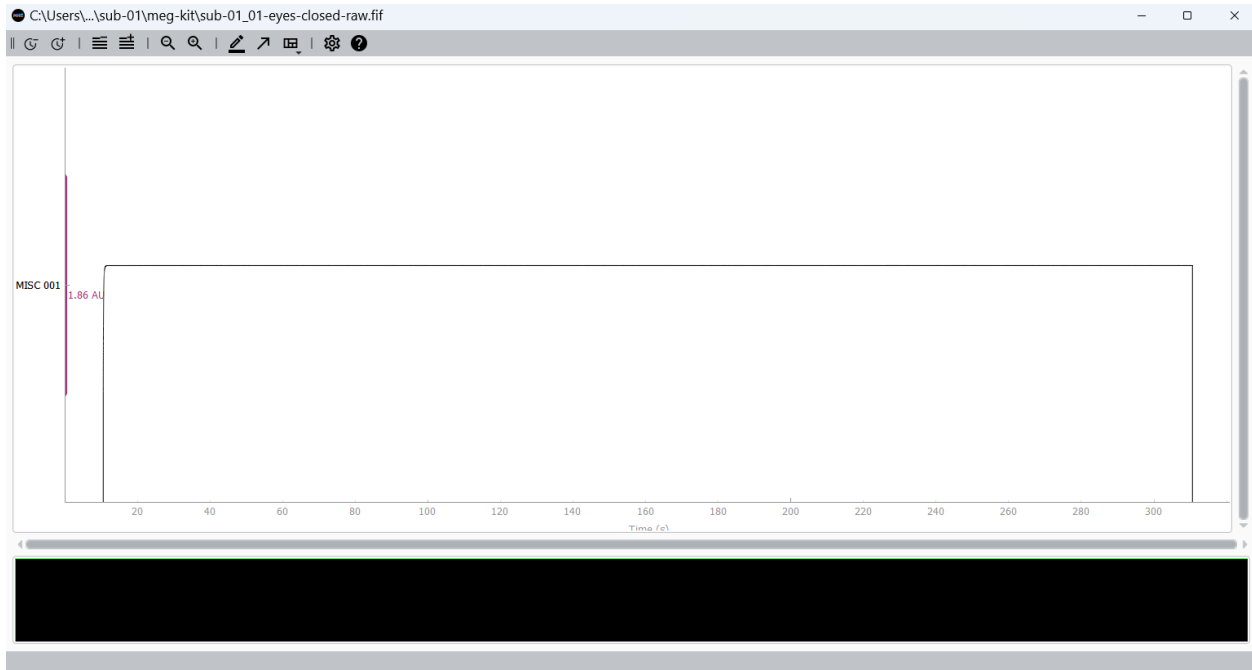 C:\Users\...\sub-01\meg-kit\sub-01_01-eyes-closed-raw.fif
MISC 001
1.86 AU
20 40 60 80 100 120 140 160 180 200 220 240 260 280 300
Time (s)